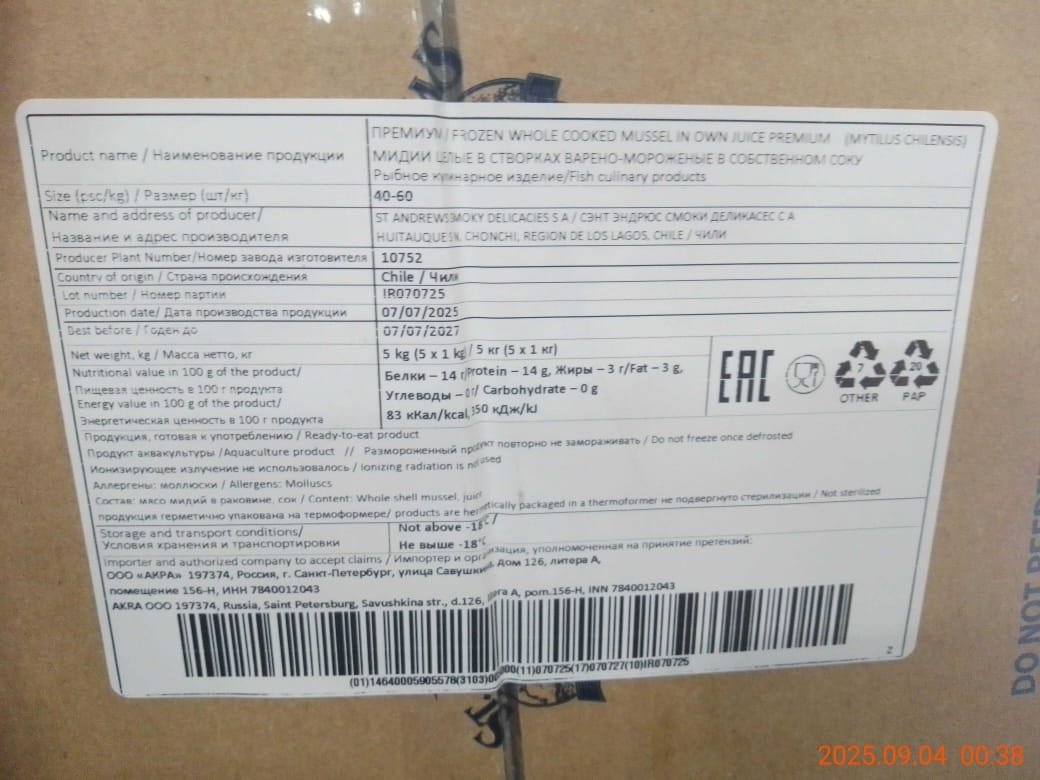 Product name / Наименование продукции
ПРЕМИУМ/ FROZEN WHOLE COOKED MUSSEL IN OWN JUICE PREMIUM (MYTILUS CHILENSIS)
МИДИИ ЦЕЛЫЕ В СТВОРКАХ ВАРЕНО-МОРОЖЕНЫЕ В СОБСТВЕННОМ СОКУ
Рыбное кулинарное изделие/Fish culinary products
Size (psc/kg) / Размер (шт/кг) 40-60
Name and address of producer/
Название и адрес производителя
ST ANDREWS SMOKY DELICACIES S A / СЭНТ ЭНДРЮС СМОКИ ДЕЛИКАСЕС С А
HUITAUQUE SN, CHONCHI, REGION DE LOS LAGOS, CHILE / ЧИЛИ
Producer Plant Number/Номер завода изготовителя 10752
Country of origin / Страна происхождения Chile / Чили
Lot number / Номер партии IR070725
Production date/ Дата производства продукции 07/07/2025
Best before / Годен до 07/07/2027
Net weight, kg / Масса нетто, кг 5 kg (5 x 1 kg) / 5 кг (5 x 1 кг)
Nutritional value in 100 g of the product/
Пищевая ценность в 100 г продукта
Energy value in 100 g of the product/
Энергетическая ценность в 100 г продукта
Белки – 14 г/Protein – 14 g, Жиры – 3 г/Fat – 3 g,
Углеводы – 0 г/ Carbohydrate – 0 g
83 кКал/kcal, 350 кДж/kJ
EAC
7
OTHER
20
PAP
Продукция, готовая к употреблению / Ready-to-eat product
Продукт аквакультуры /Aquaculture product // Размороженный продукт повторно не замораживать / Do not freeze once defrosted
Ионизирующее излучение не использовалось / Ionizing radiation is not used
Аллергены: моллюски / Allergens: Molluscs
Состав: мясо мидий в раковине, сок / Content: Whole shell mussel, juice
продукция герметично упакована на термоформере/ products are hermetically packaged in a thermoformer не подвергнуто стерилизации / Not sterilized
Storage and transport conditions/
Условия хранения и транспортировки
Not above -18°C /
Не выше -18°C
Importer and authorized company to accept claims / Импортер и организация, уполномоченная на принятие претензий:
ООО «АКРА» 197374, Россия, г. Санкт-Петербург, улица Савушкина, дом 126, литера А,
помещение 156-Н, ИНН 7840012043
AKRA OOO 197374, Russia, Saint Petersburg, Savushkina str., d.126, litera A, pom.156-H, INN 7840012043
(11)070725(17)070727(10)IR070725
Z
DO NOT
2025.09.04 00:38